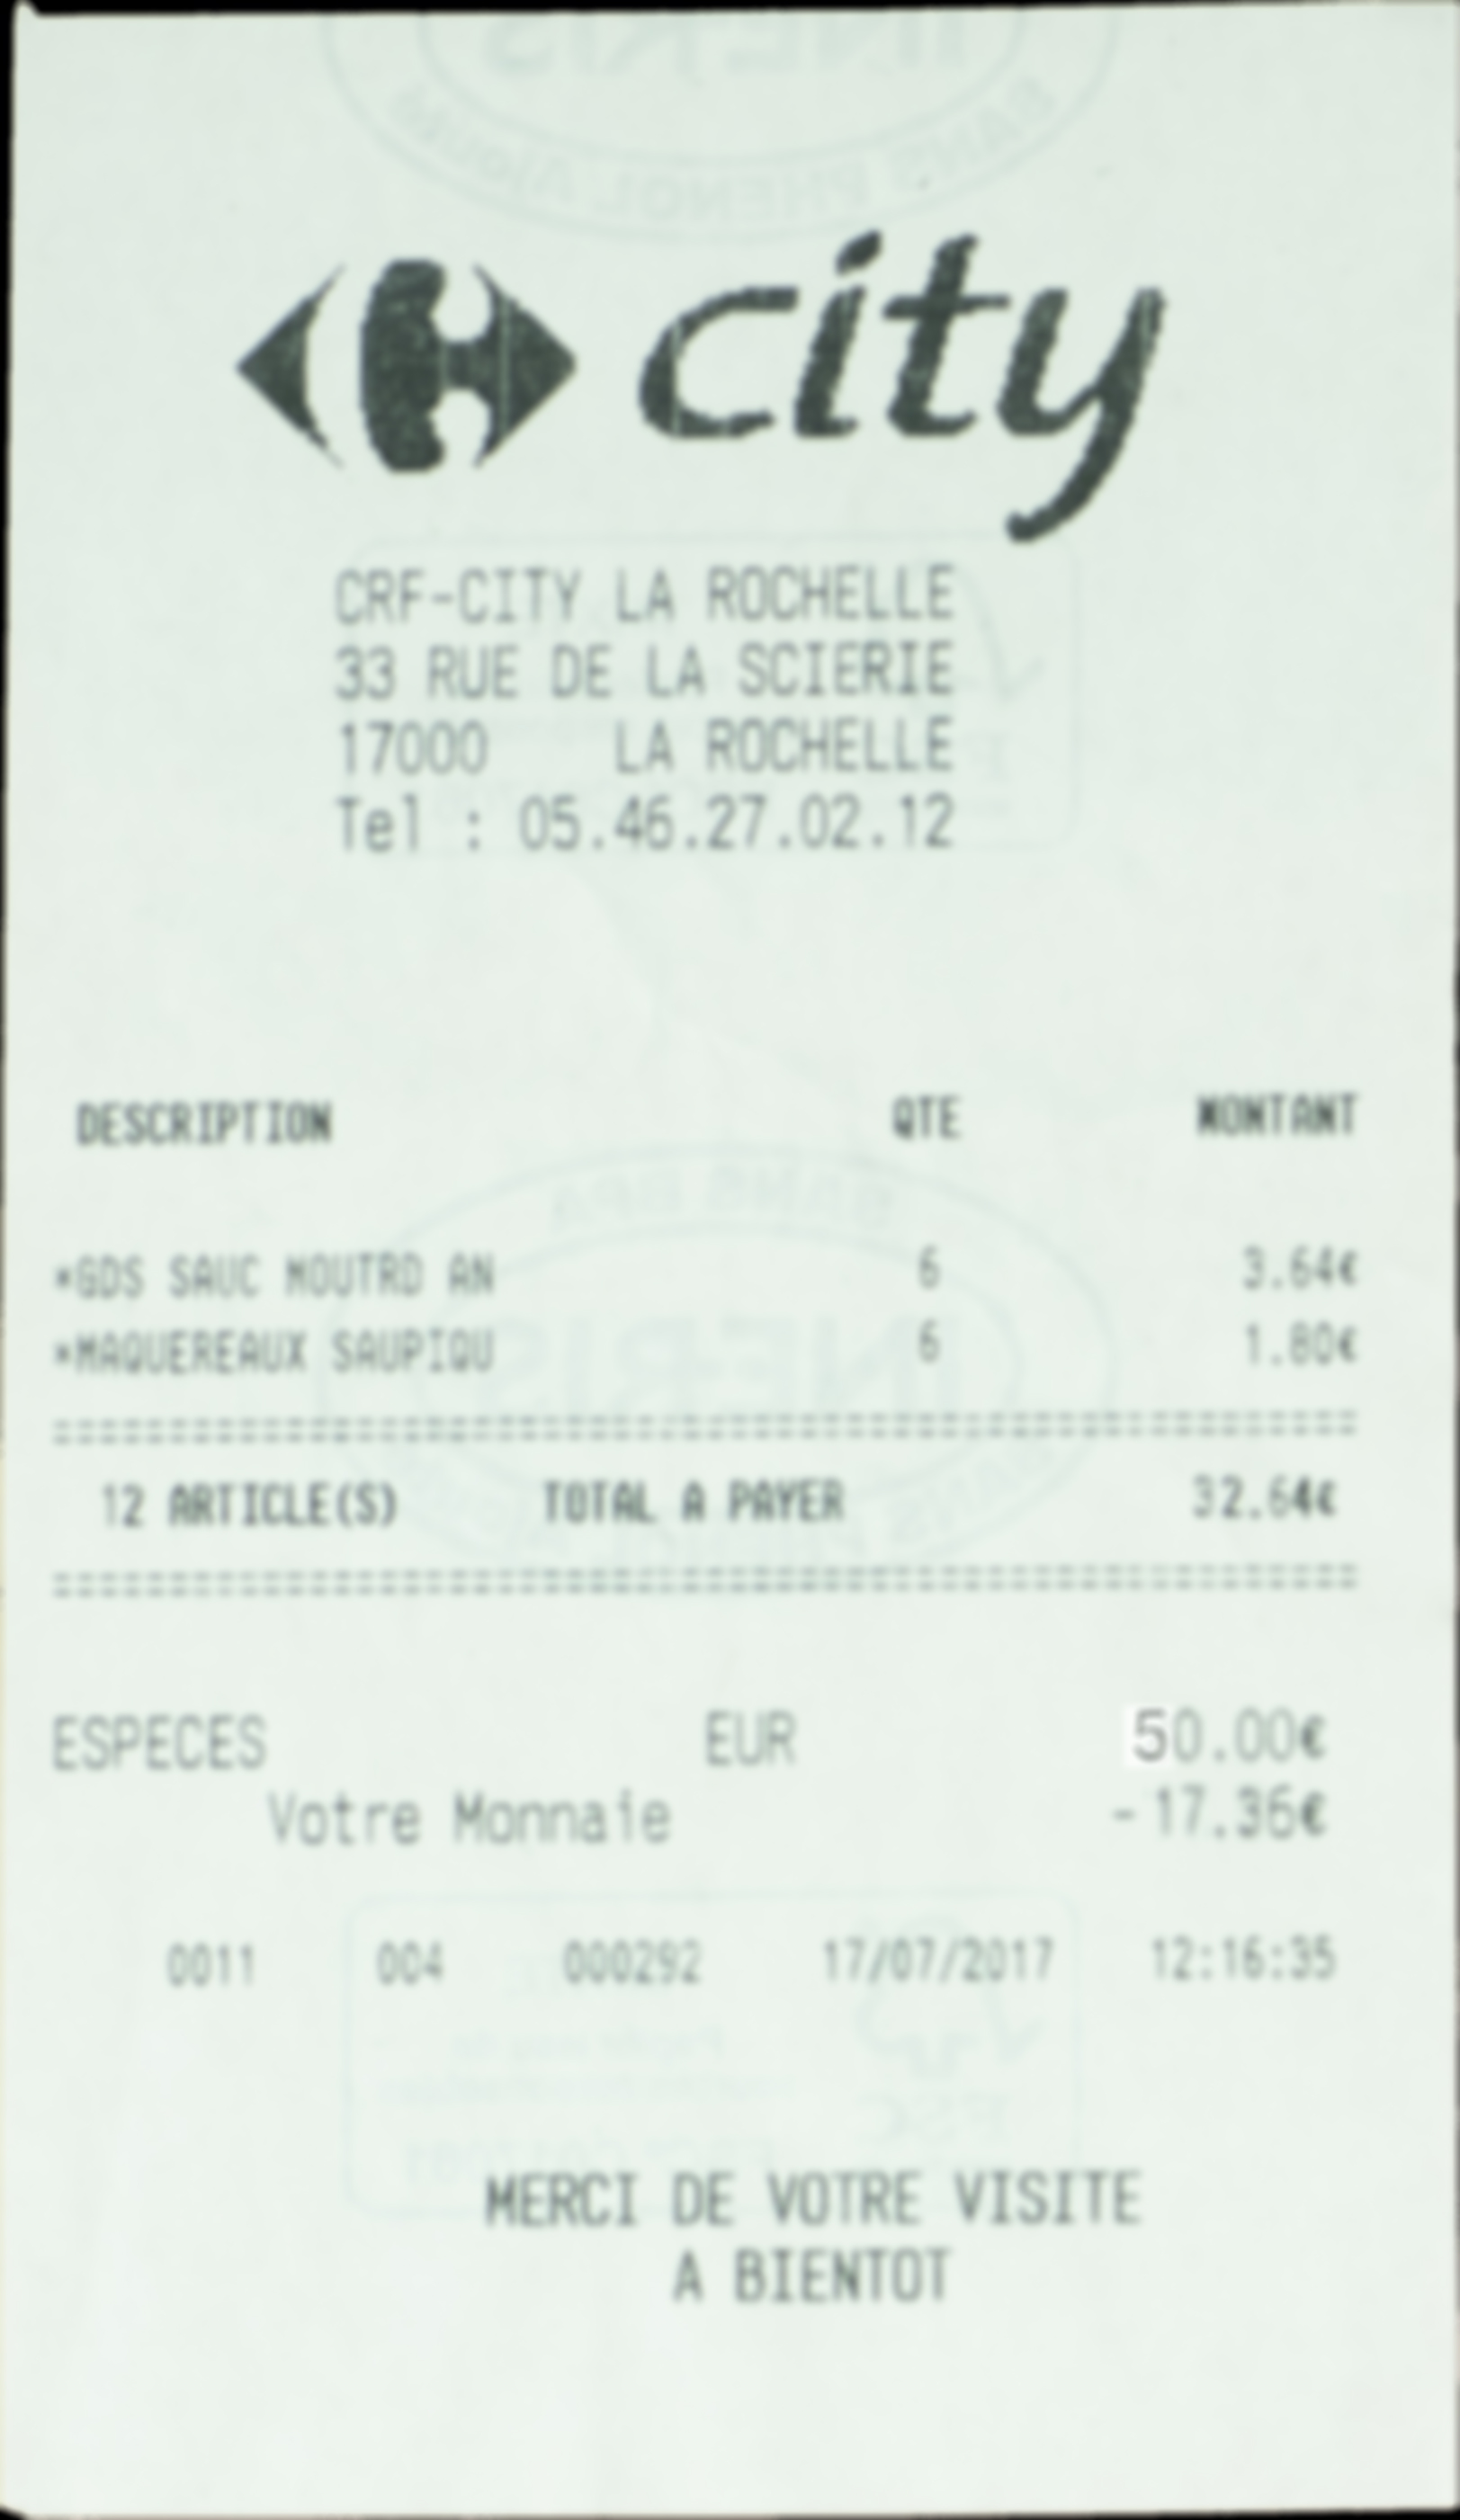 city
CRF-CITY LA ROCHELLE
33 RUE DE LA SCIERIE
17000 LA ROCHELLE
Tel : 05.46.27.02.12
DESCRIPTION QTE MONTANT
*GDS SAUC MOUTRD AN 6 3.64€
*MAQUEREAUX SAUPIQU 6 1.80€
12 ARTICLE(S) TOTAL A PAYER 32.64€
ESPECES EUR 50.00€
Votre Monnaie -17.36€
0011 004 000292 17/07/2017 12:16:35
MERCI DE VOTRE VISITE
A BIENTOT